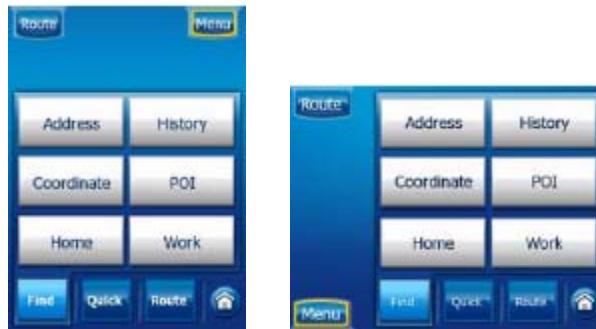 Route Menu
Address History
Coordinate POI
Home Work
Find Quick Route
Route
Address History
Coordinate POI
Home Work
Menu
Find Quick Route